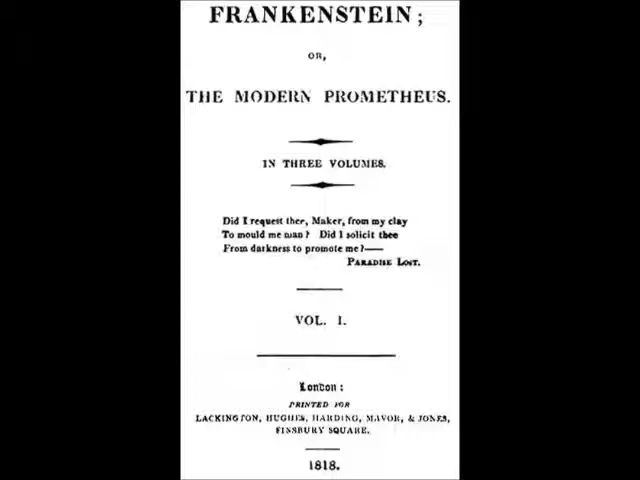 FRANKENSTEIN;
OR,
THE MODERN PROMETHEUS.
IN THREE VOLUMES.
Did I request thee, Maker, from my clay
To mould me man? Did I solicit thee
From darkness to promote me?—
PARADISE LOST.
VOL. I.
London:
PRINTED FOR
LACKINGTON, HUGHES, HARDING, MAVOR, & JONES,
FINSBURY SQUARE.
1818.